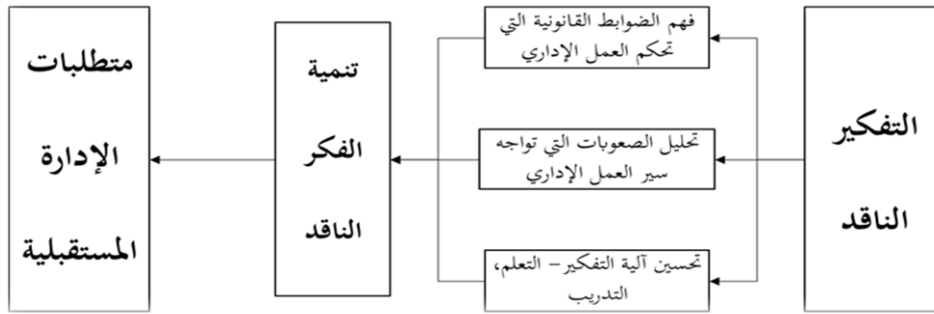 التفكير
الناقد
فهم الضوابط القانونية التي
تحكم العمل الإداري
تحليل الصعوبات التي تواجه
سير العمل الإداري
تحسين آلية التفكير – التعلم،
التدريب
تنمية
الفكر
الناقد
متطلبات
الإدارة
المستقبلية